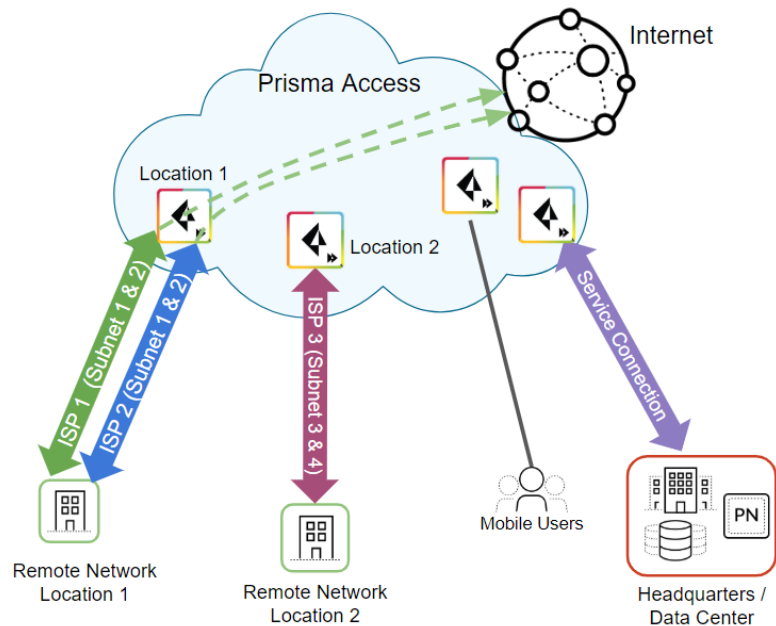 Internet
Prisma Access
Location 1
Location 2
ISP 1 (Subnet 1 & 2)
ISP 2 (Subnet 1 & 2)
ISP 3 (Subnet 3 & 4)
Service Connection
Mobile Users
PN
Remote Network
Location 1
Remote Network
Location 2
Headquarters /
Data Center